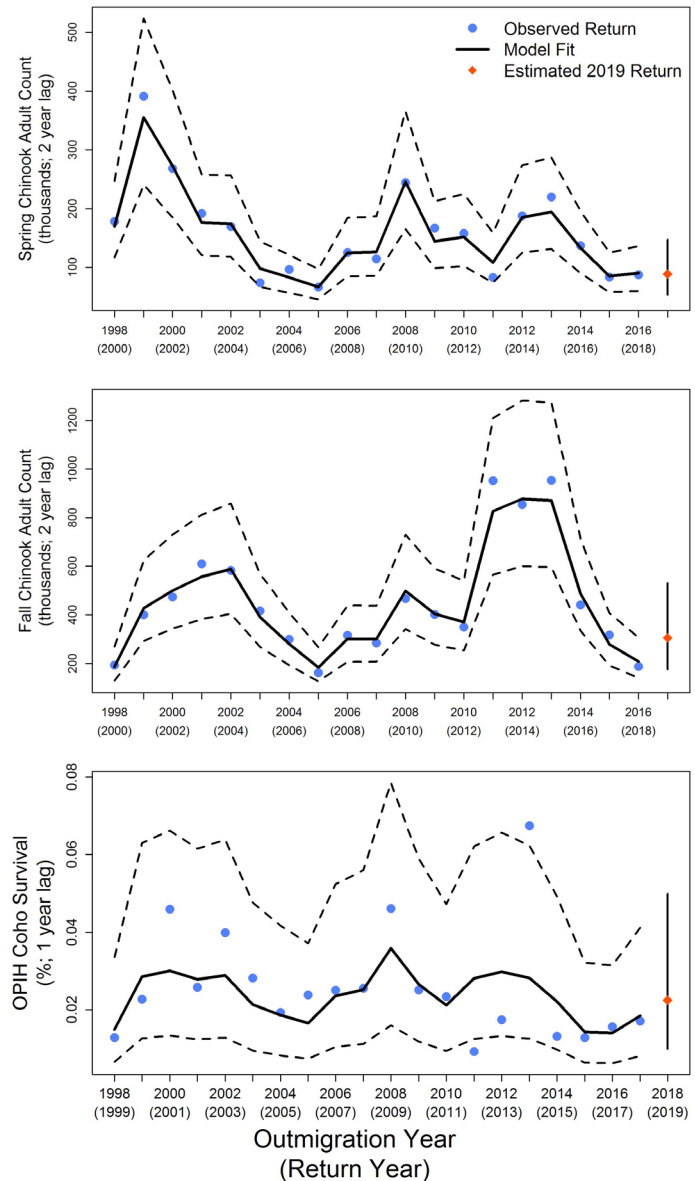 Observed Return
Model Fit
Estimated 2019 Return
Spring Chinook Adult Count
(thousands; 2 year lag)
500
400
300
200
100
1998 2000 2002 2004 2006 2008 2010 2012 2014 2016
(2000) (2002) (2004) (2006) (2008) (2010) (2012) (2014) (2016) (2018)
Fall Chinook Adult Count
(thousands; 2 year lag)
1200
1000
800
600
400
200
1998 2000 2002 2004 2006 2008 2010 2012 2014 2016
(2000) (2002) (2004) (2006) (2008) (2010) (2012) (2014) (2016) (2018)
OPIH Coho Survival
(%; 1 year lag)
0.08
0.06
0.04
0.02
1998 2000 2002 2004 2006 2008 2010 2012 2014 2016 2018
(1999) (2001) (2003) (2005) (2007) (2009) (2011) (2013) (2015) (2017) (2019)
Outmigration Year
(Return Year)